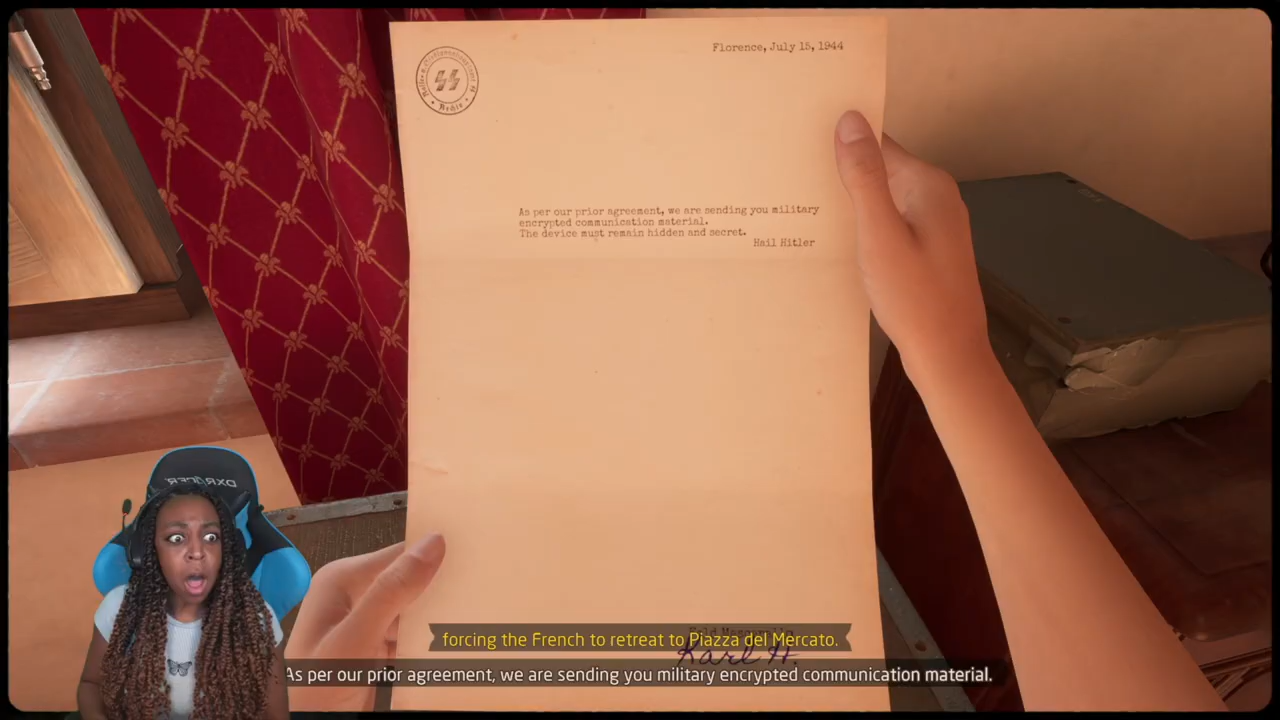 Florence, July 15, 1944
As per our prior agreement, we are sending you military
encrypted communication material.
The device must remain hidden and secret.
Hail Hitler
Karl H.
forcing the French to retreat to Piazza del Mercato.
As per our prior agreement, we are sending you military encrypted communication material.